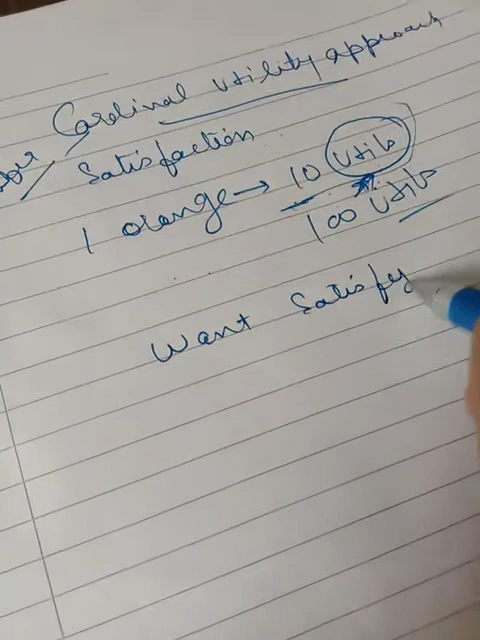 Cardinal utility approach
Satisfaction
1 orange → 10 utils
100 utils
Want Satisfy